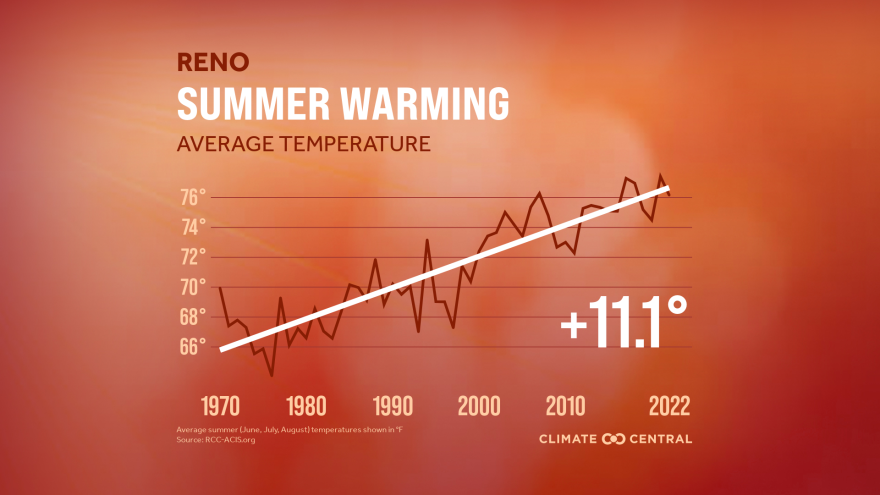 RENO
SUMMER WARMING
AVERAGE TEMPERATURE
76°
74°
72°
70°
68°
66°
+11.1°
1970 1980 1990 2000 2010 2022
Average summer (June, July, August) temperatures shown in °F
Source: RCC-ACIS.org
CLIMATE CENTRAL